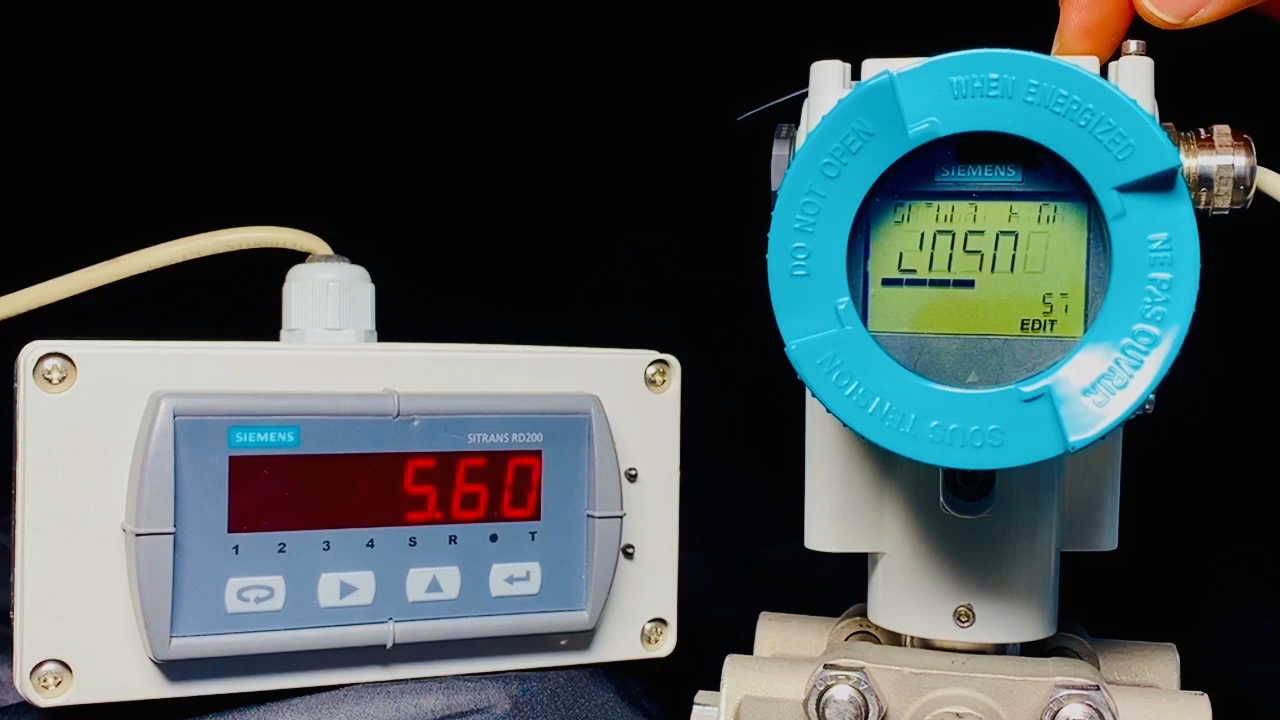 DO NOT OPEN
WHEN ENERGIZED
NE PAS OUVRIR
SOUS TENSION
SIEMENS
EDIT
SIEMENS
SITRANS RD200
5.60
1 2 3 4 S R ● T